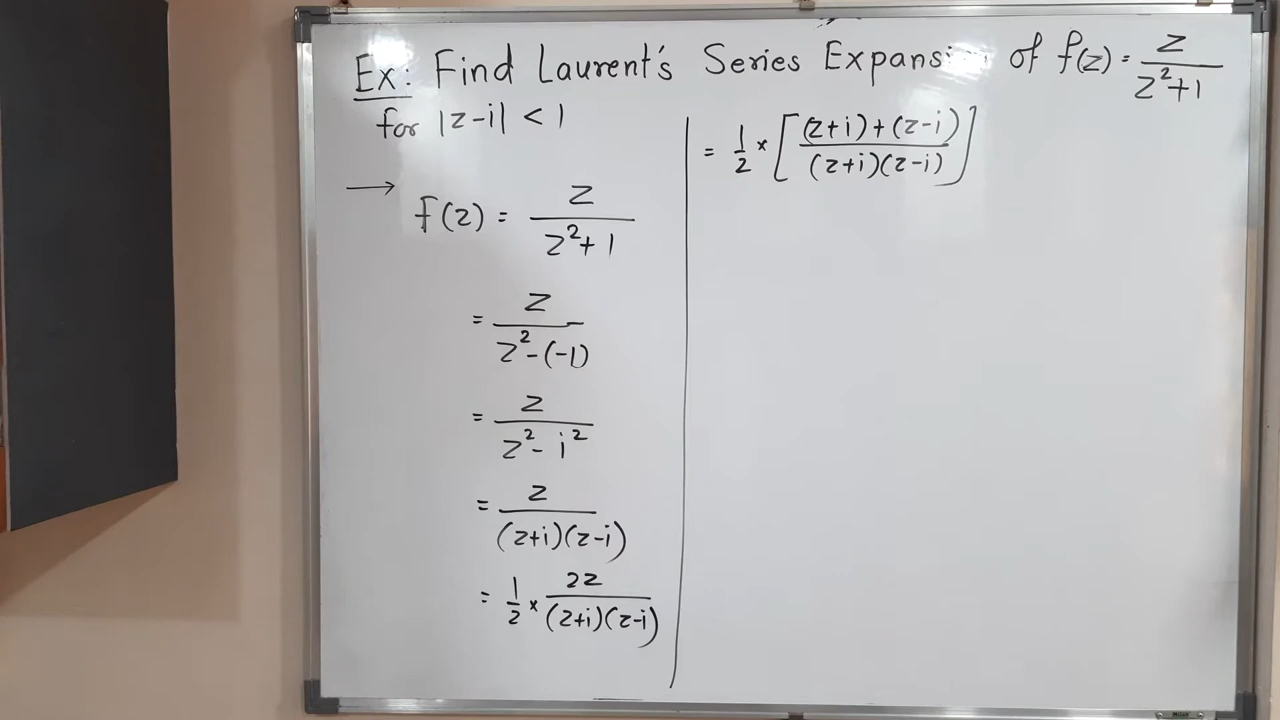 Ex: Find Laurent's Series Expans of f(z) = z/(z²+1)
for |z-i| < 1
→ f(z) = z/(z²+1)
= z/(z²-(-1))
= z/(z²-i²)
= z/((z+i)(z-i))
= 1/2 × 2z/((z+i)(z-i))
= 1/2 × [((z+i)+(z-i))/((z+i)(z-i))]